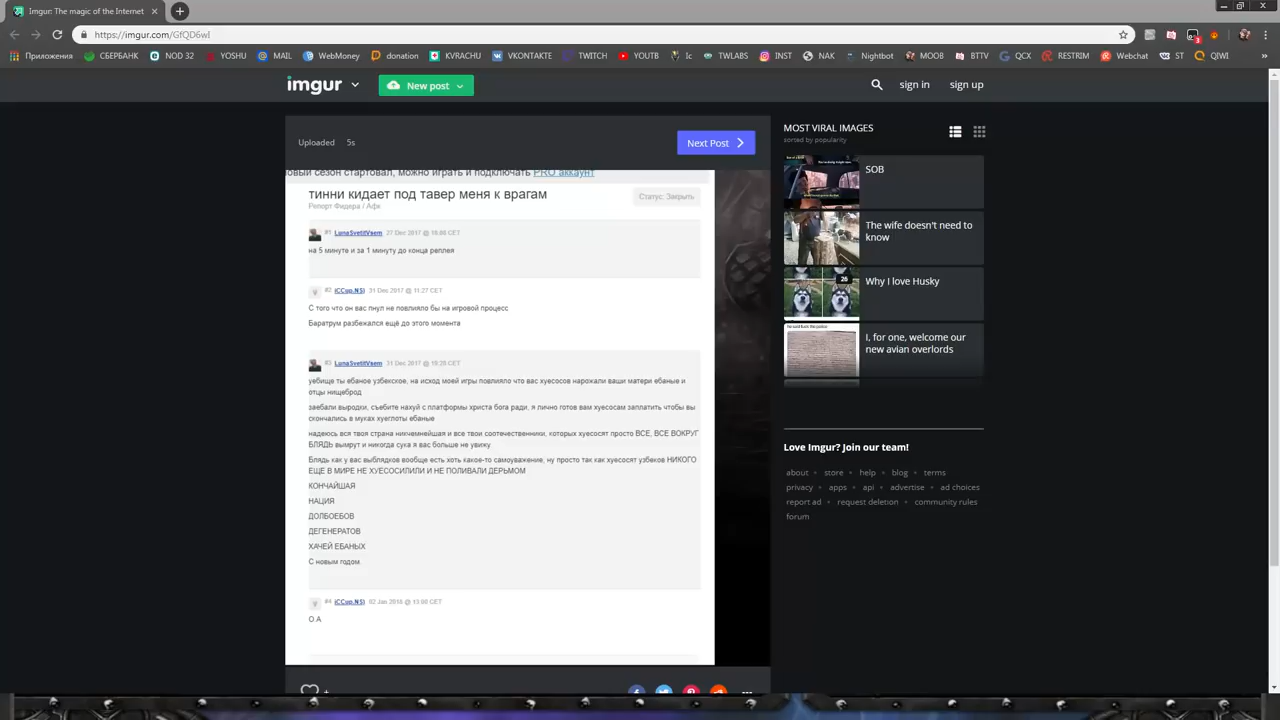 Imgur: The magic of the Internet
https://imgur.com/GfQD6wI
Приложения СБЕРБАНК NOD 32 YOSHU MAIL WebMoney donation KVRACHU VKONTAKTE TWITCH YOUTB Ic TWLABS INST NAK Nightbot MOOB BTTV QCX RESTRIM Webchat ST QIWI »
imgur New post sign in sign up
Uploaded 5s Next Post
MOST VIRAL IMAGES
sorted by popularity
SOB
The wife doesn't need to
know
26
Why I love Husky
I, for one, welcome our
new avian overlords
Love Imgur? Join our team!
about store help blog terms
privacy apps api advertise ad choices
report ad request deletion community rules
forum
овый сезон стартовал, можно играть и подключать PRO аккаунт
тинни кидает под тавер меня к врагам Статус: Закрыть
Репорт Фидера / Афк
#1 LunaSvetitVsem 27 Dec 2017 @ 19:00 CET
на 5 минуте и за 1 минуту до конца реплея
#2 iCCup.NS) 31 Dec 2017 @ 11:27 CET
С того что он вас пнул не повлияло бы на игровой процесс
Баратрум разбежался ещё до этого момента
#3 LunaSvetitVsem 31 Dec 2017 @ 19:20 CET
уебище ты ебаное узбекское, на исход моей игры повлияло что вас хуесосов нарожали ваши матери ебаные и
отцы нищеброд
заебали выродки, съебите нахуй с платформы христа бога ради, я лично готов вам хуесосам заплатить чтобы вы
скончались в муках хуеглоты ебаные
надеюсь вся твоя страна никчемнейшая и все твои соотечественники, которых хуесосят просто ВСЕ, ВСЕ ВОКРУГ
БЛЯДЬ вымрут и никогда сука я вас больше не увижу.
Блядь как у вас выблядков вообще есть хоть какое-то самоуважение, ну просто так как хуесосят узбеков НИКОГО
ЕЩЕ В МИРЕ НЕ ХУЕСОСИЛИЛИ И НЕ ПОЛИВАЛИ ДЕРЬМОМ
КОНЧАЙШАЯ
НАЦИЯ
ДОЛБОЕБОВ
ДЕГЕНЕРАТОВ
ХАЧЕЙ ЕБАНЫХ
С новым годом.
#4 iCCup.NS) 02 Jan 2018 @ 13:00 CET
О.А